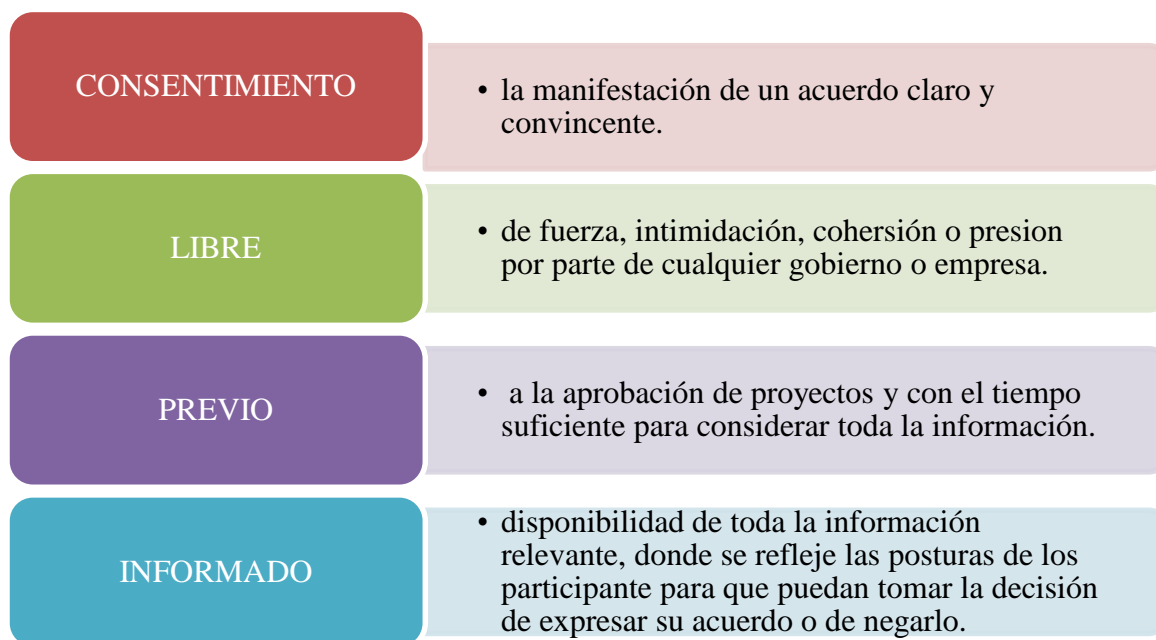 CONSENTIMIENTO
• la manifestación de un acuerdo claro y
convincente.
LIBRE
• de fuerza, intimidación, cohersión o presion
por parte de cualquier gobierno o empresa.
PREVIO
• a la aprobación de proyectos y con el tiempo
suficiente para considerar toda la información.
INFORMADO
• disponibilidad de toda la información
relevante, donde se refleje las posturas de los
participante para que puedan tomar la decisión
de expresar su acuerdo o de negarlo.